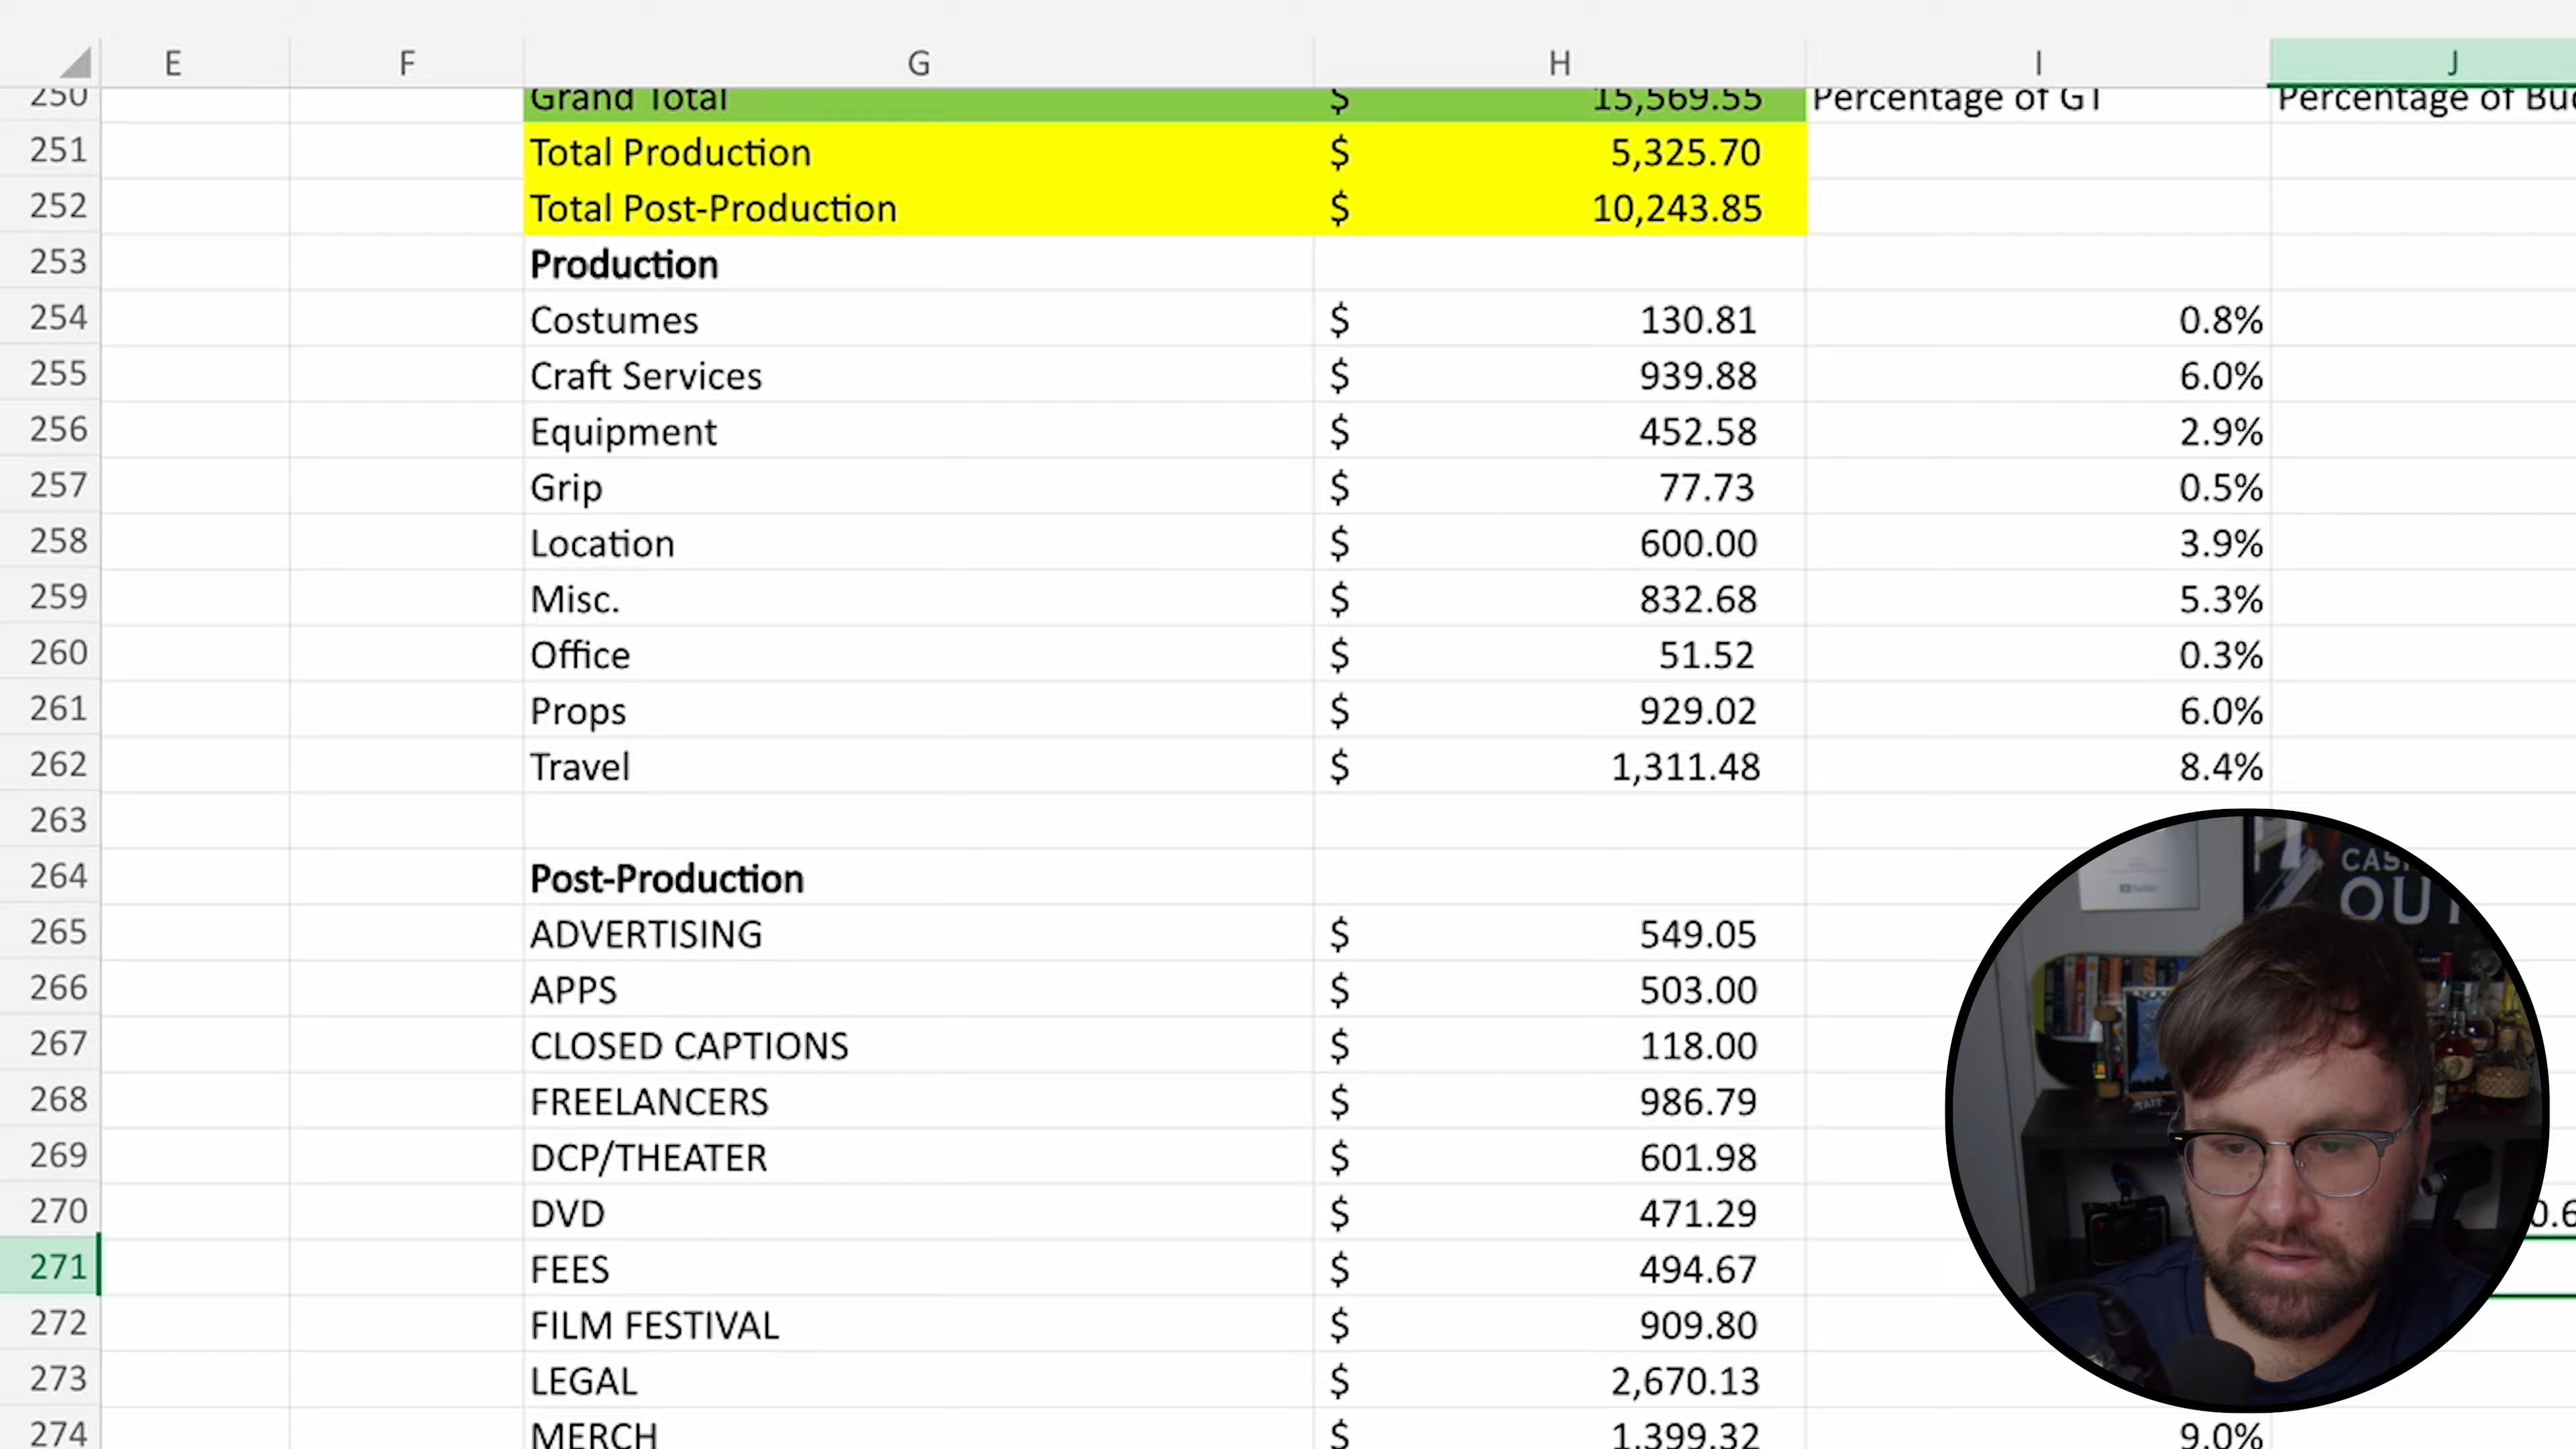 E F G H I J
250 Grand Total $ 15,569.55 Percentage of GT Percentage of
251 Total Production $ 5,325.70
252 Total Post-Production $ 10,243.85
253 Production
254 Costumes $ 130.81 0.8%
255 Craft Services $ 939.88 6.0%
256 Equipment $ 452.58 2.9%
257 Grip $ 77.73 0.5%
258 Location $ 600.00 3.9%
259 Misc. $ 832.68 5.3%
260 Office $ 51.52 0.3%
261 Props $ 929.02 6.0%
262 Travel $ 1,311.48 8.4%
263
264 Post-Production
265 ADVERTISING $ 549.05
266 APPS $ 503.00
267 CLOSED CAPTIONS $ 118.00
268 FREELANCERS $ 986.79
269 DCP/THEATER $ 601.98
270 DVD $ 471.29
271 FEES $ 494.67
272 FILM FESTIVAL $ 909.80
273 LEGAL $ 2,670.13
274 MERCH $ 1,399.32 9.0%